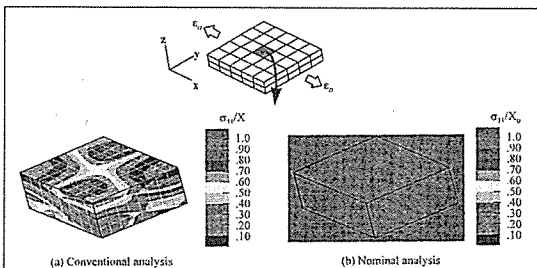 ε₀
z
y
x
ε₀
σ₁₁/X
1.0
.90
.80
.70
.60
.50
.40
.30
.20
.10
σ₁₁/X₀
1.0
.90
.80
.70
.60
.50
.40
.30
.20
.10
(a) Conventional analysis
(b) Nominal analysis